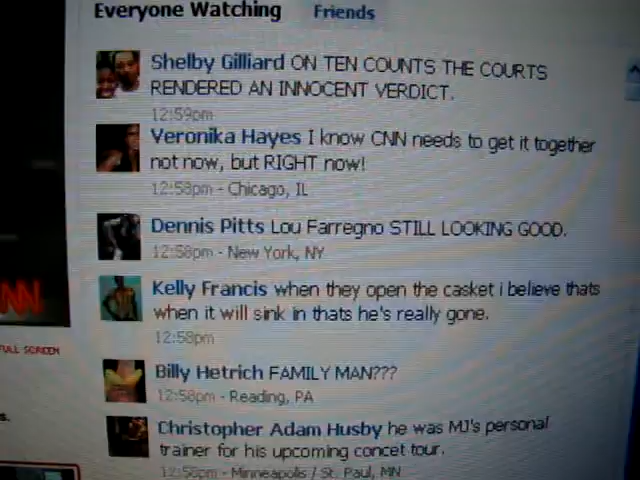 Everyone Watching Friends
Shelby Gilliard ON TEN COUNTS THE COURTS
RENDERED AN INNOCENT VERDICT.
12:59pm
Veronika Hayes I know CNN needs to get it together
not now, but RIGHT now!
12:58pm - Chicago, IL
Dennis Pitts Lou Farregno STILL LOOKING GOOD.
12:58pm - New York, NY
Kelly Francis when they open the casket i believe thats
when it will sink in thats he's really gone.
12:58pm
Billy Hetrich FAMILY MAN???
12:58pm - Reading, PA
Christopher Adam Husby he was MJ's personal
trainer for his upcoming concet tour.
12:58pm - Minneapolis / St. Paul, MN
NN
FULL SCREEN
s.